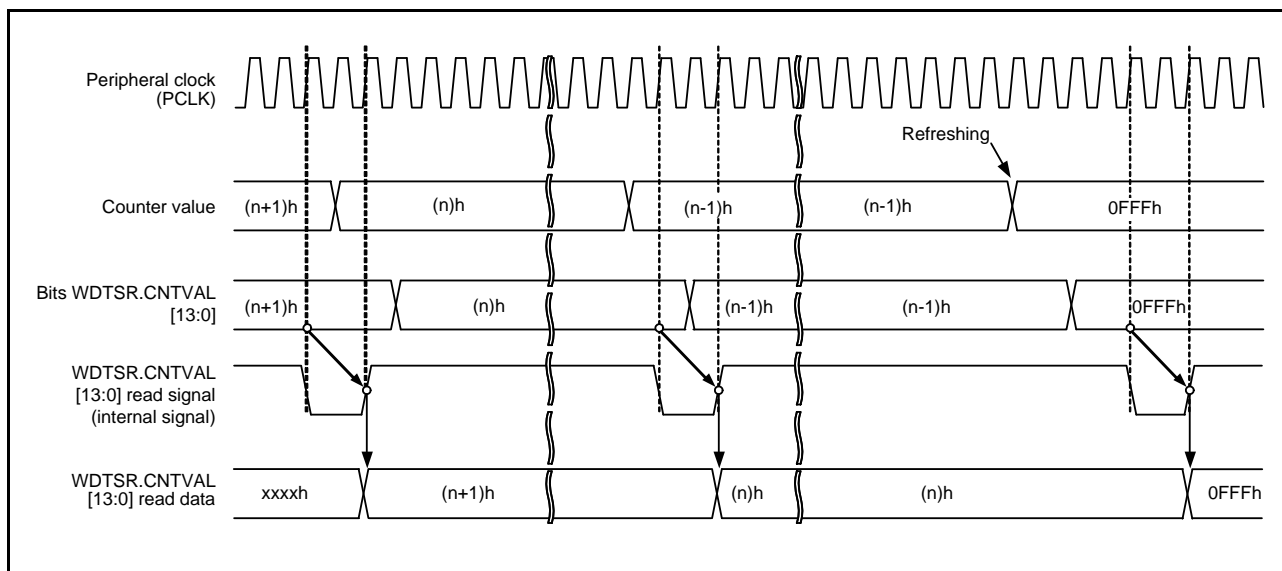 Peripheral clock
(PCLK)
Refreshing
Counter value
(n+1)h
(n)h
(n-1)h
(n-1)h
0FFFh
Bits WDTSR.CNTVAL
[13:0]
(n+1)h
(n)h
(n-1)h
(n-1)h
0FFFh
WDTSR.CNTVAL
[13:0] read signal
(internal signal)
WDTSR.CNTVAL
[13:0] read data
xxxxh
(n+1)h
(n)h
(n)h
0FFFh